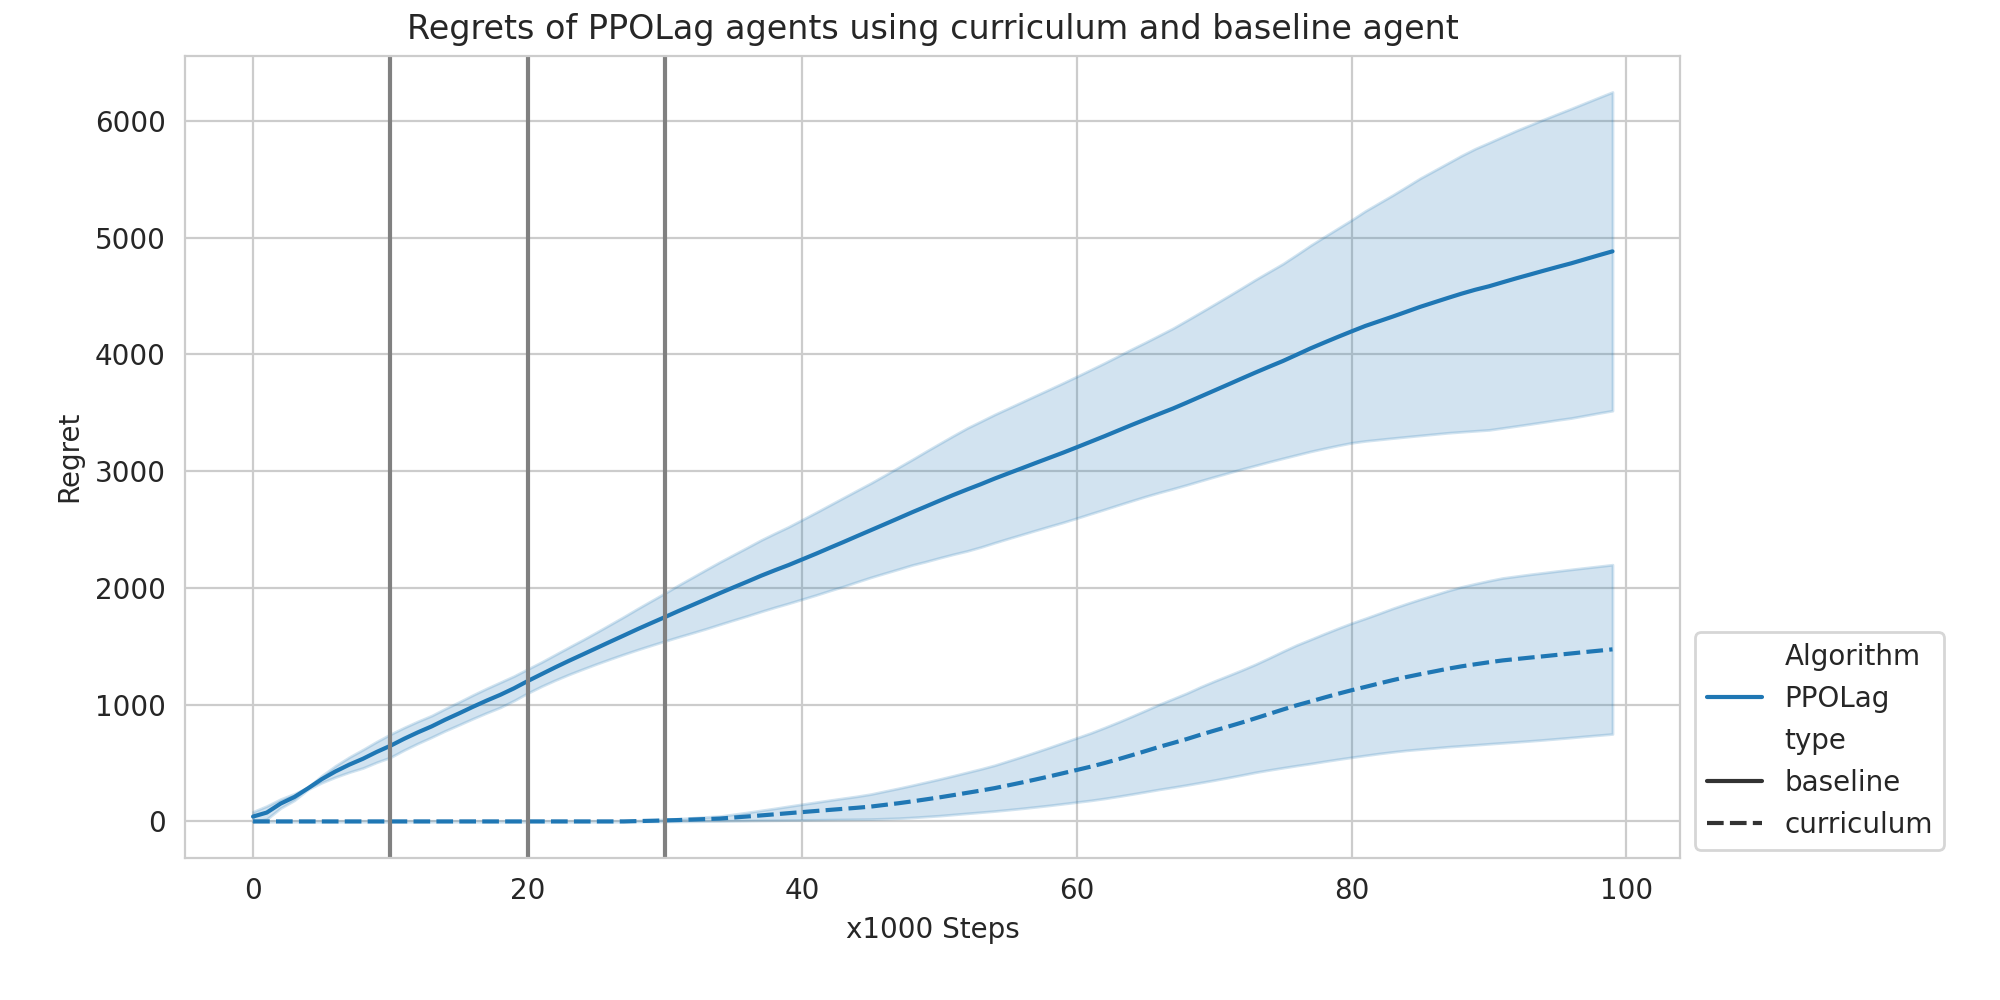 Regrets of PPOLag agents using curriculum and baseline agent
6000
5000
4000
3000
2000
1000
0
Regret
0 20 40 60 80 100
x1000 Steps
Algorithm
PPOLag
type
baseline
curriculum